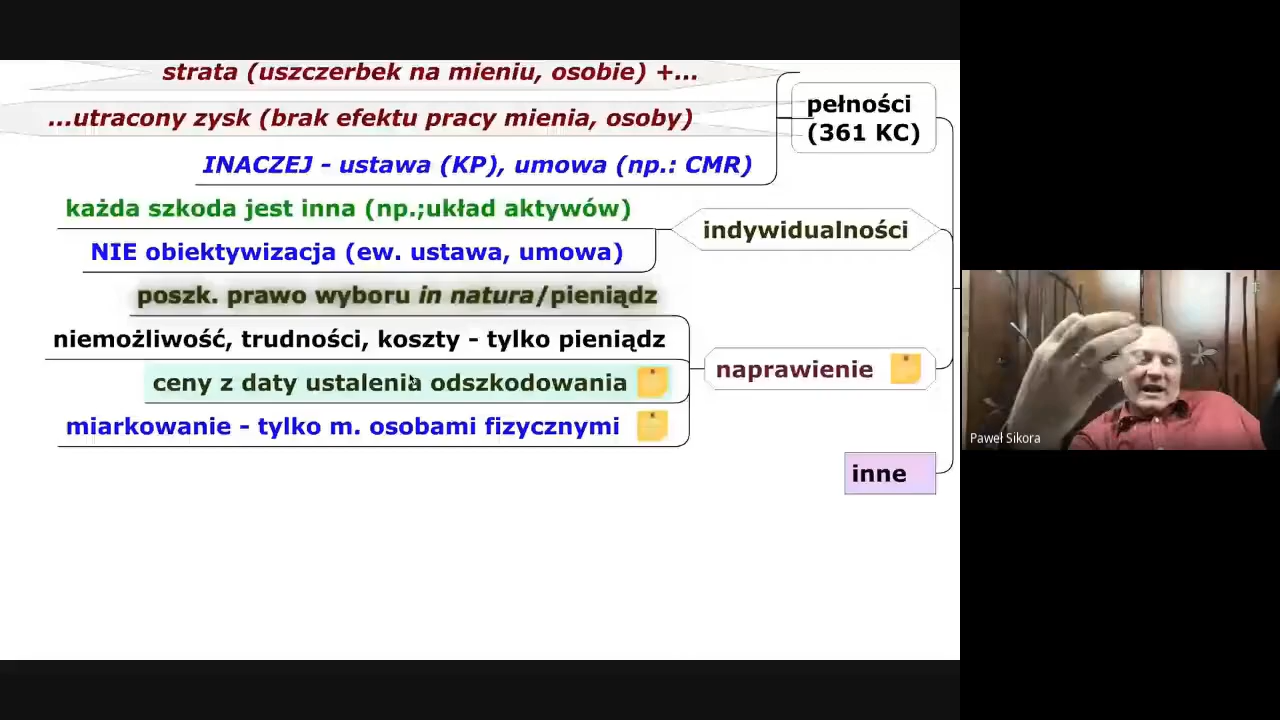 strata (uszczerbek na mieniu, osobie) +...
...utracony zysk (brak efektu pracy mienia, osoby)
INACZEJ - ustawa (KP), umowa (np.: CMR)
pełności
(361 KC)
każda szkoda jest inna (np.;układ aktywów)
NIE obiektywizacja (ew. ustawa, umowa)
indywidualności
poszk. prawo wyboru in natura/pieniądz
niemożliwość, trudności, koszty - tylko pieniądz
ceny z daty ustalenia odszkodowania
miarkowanie - tylko m. osobami fizycznymi
naprawienie
inne
Paweł Sikora